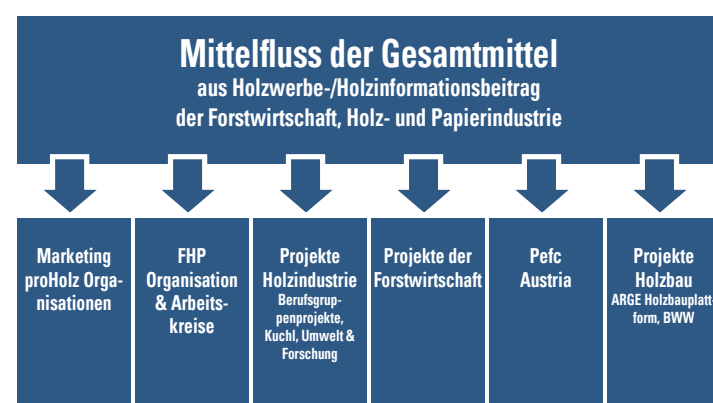 Mittelfluss der Gesamtmittel
aus Holzwerbe-/Holzinformationsbeitrag
der Forstwirtschaft, Holz- und Papierindustrie
Marketing
proHolz Orga-
nisationen
FHP
Organisation
& Arbeits-
kreise
Projekte
Holzindustrie
Berufsgrup-
penprojekte,
Kuchl, Umwelt &
Forschung
Projekte der
Forstwirtschaft
Pefc
Austria
Projekte
Holzbau
ARGE Holzbauplatt-
form, BWW